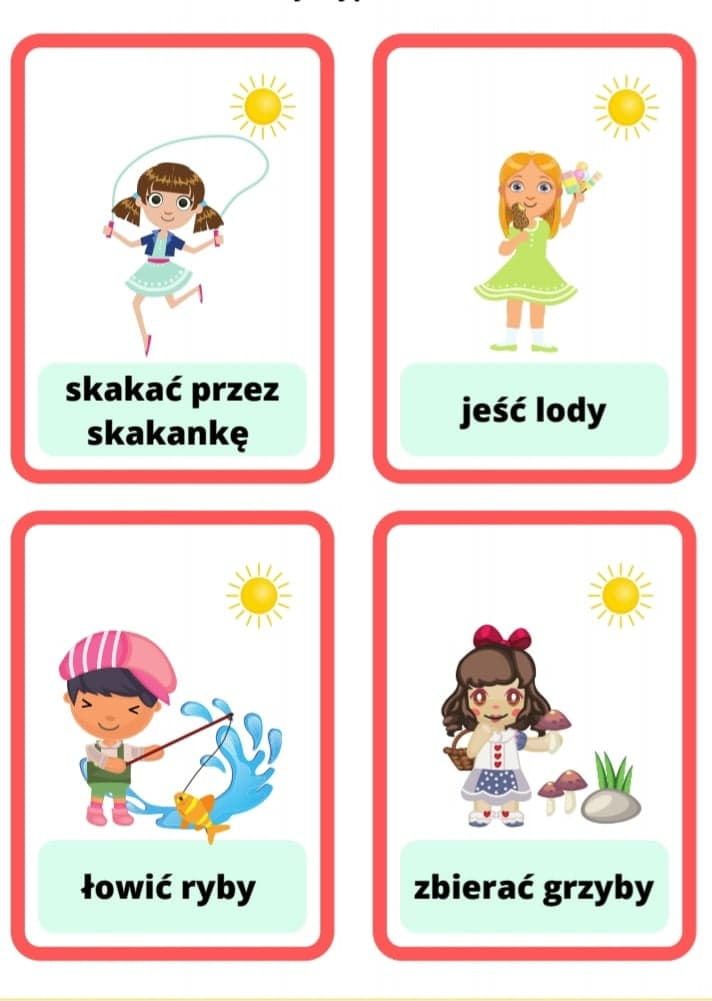 skakać przez
skakankę
jeść lody
łowić ryby
zbierać grzyby